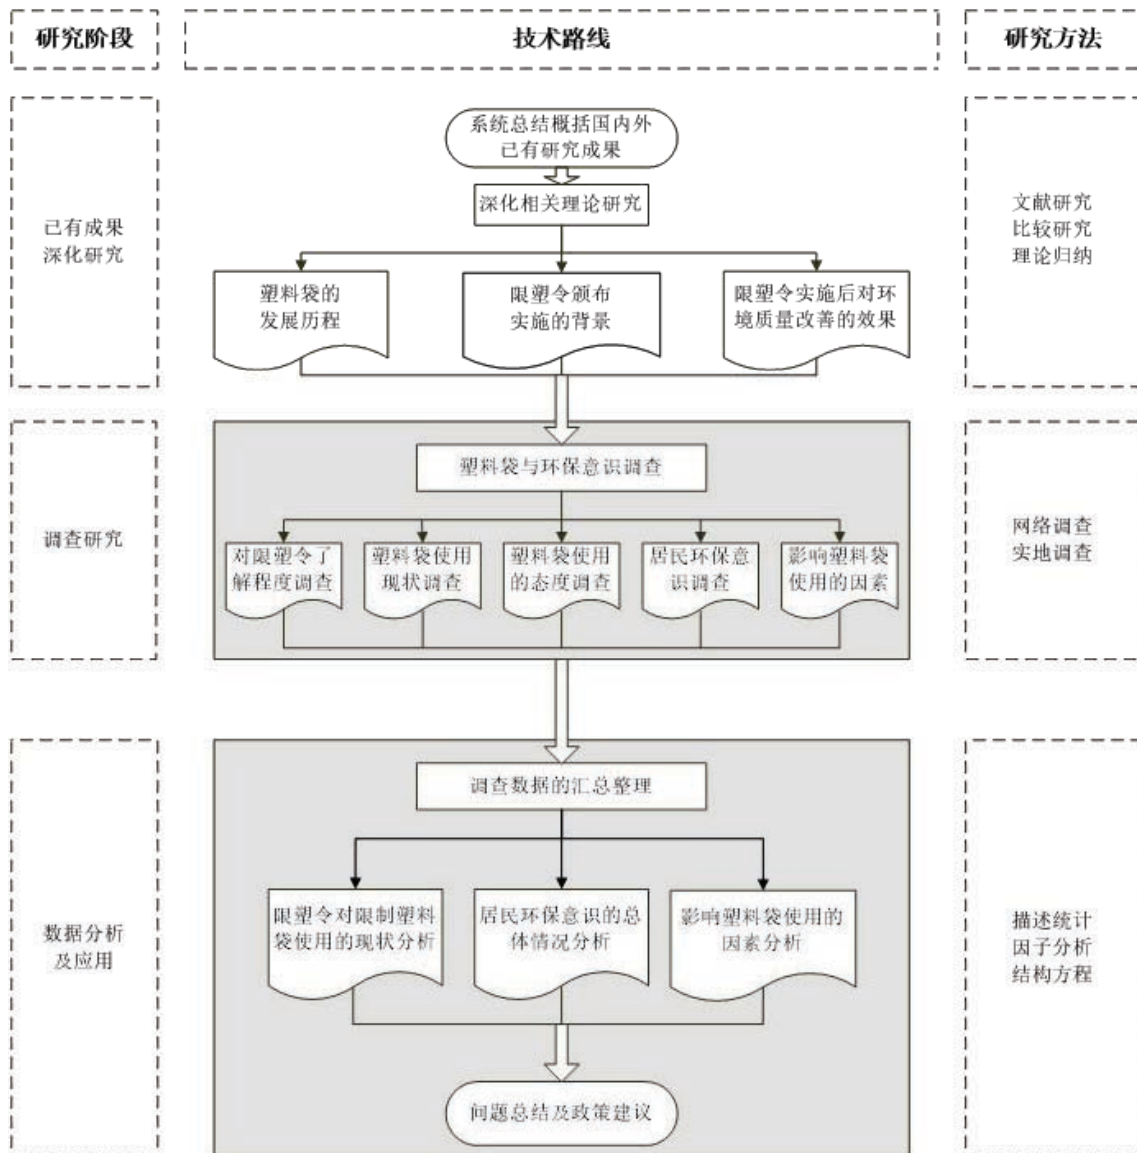 研究阶段
技术路线
研究方法
系统总结概括国内外
已有研究成果
深化相关理论研究
已有成果
深化研究
文献研究
比较研究
理论归纳
塑料袋的
发展历程
限塑令颁布
实施的背景
限塑令实施后对环
境质量改善的效果
塑料袋与环保意识调查
调查研究
网络调查
实地调查
对限塑令了
解程度调查
塑料袋使用
现状调查
塑料袋使用
的态度调查
居民环保意
识调查
影响塑料袋
使用的因素
调查数据的汇总整理
数据分析
及应用
描述统计
因子分析
结构方程
限塑令对限制塑料
袋使用的现状分析
居民环保意识的总
体情况分析
影响塑料袋使用的
因素分析
问题总结及政策建议